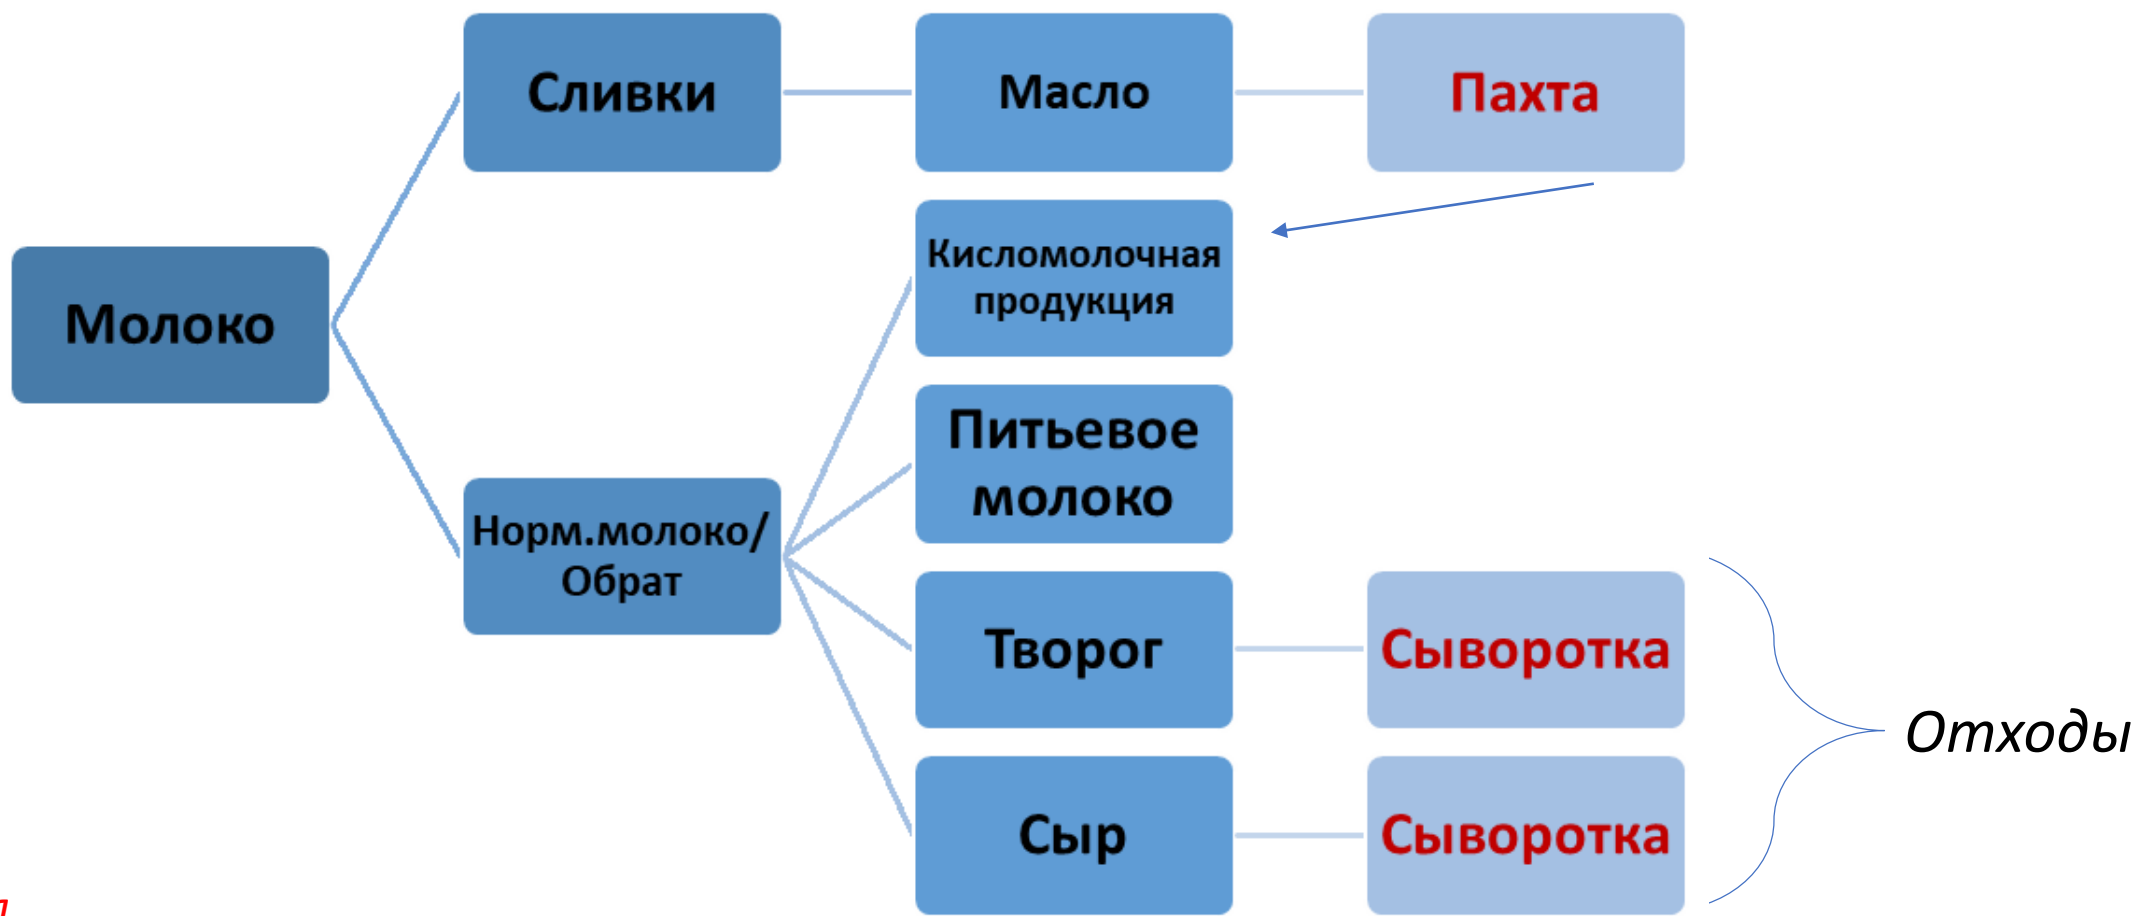 Сливки
Масло
Пахта
Молоко
Кисломолочная
продукция
Питьевое
молоко
Норм.молоко/
Обрат
Творог
Сыворотка
Отходы
Сыр
Сыворотка